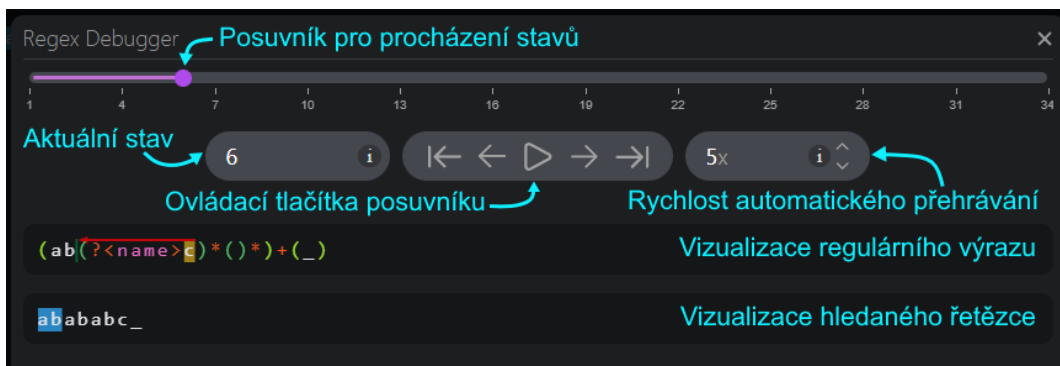 Regex Debugger
Posuvník pro procházení stavů
×
1 4 7 10 13 16 19 22 25 28 31 34
Aktuální stav
6 i
5x i
Ovládací tlačítka posuvníku
Rychlost automatického přehrávání
(ab(?<name>c)*()*)+(_)
Vizualizace regulárního výrazu
abababc_
Vizualizace hledaného řetězce